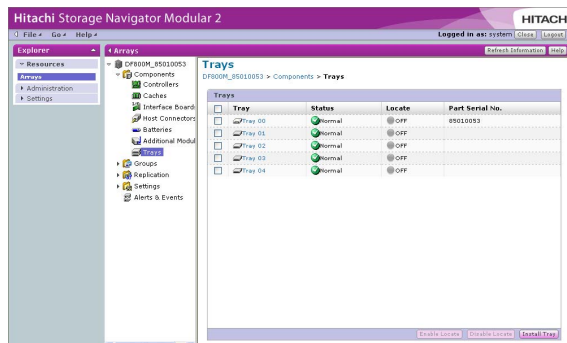 Hitachi Storage Navigator Modular 2
HITACH
File Go Help
Logged in as: system Close Logout
Explorer
Arrays
Refresh Information Help
Resources
Arrays
Administration
Settings
DF800M_85010053
Components
Controllers
Caches
Interface Boards
Host Connectors
Batteries
Additional Modul
Trays
Groups
Replication
Settings
Alerts & Events
Trays
DF800M_85010053 > Components > Trays
Trays
Tray Status Locate Part Serial No.
Tray 00 Normal OFF 85010053
Tray 01 Normal OFF
Tray 02 Normal OFF
Tray 03 Normal OFF
Tray 04 Normal OFF
Enable Locate Disable Locate Install Tray